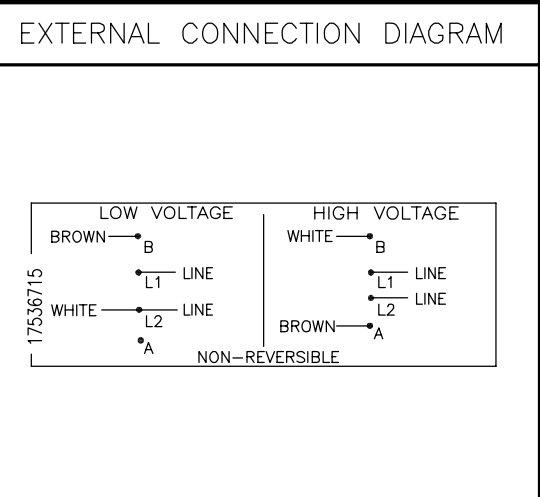 EXTERNAL CONNECTION DIAGRAM
LOW VOLTAGE
BROWN
B
L1
LINE
WHITE
L2
LINE
A
HIGH VOLTAGE
WHITE
B
L1
LINE
L2
LINE
BROWN
A
NON-REVERSIBLE
17536715